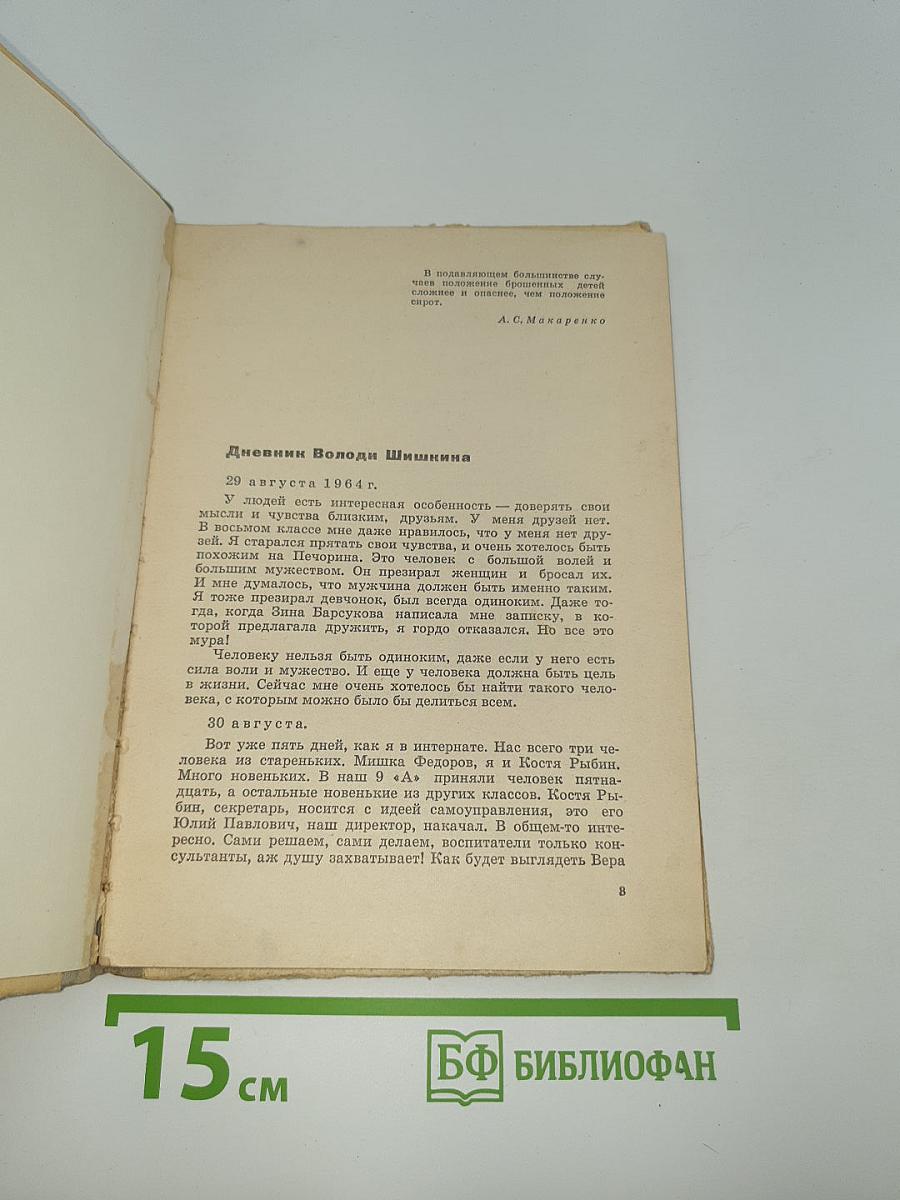 В подавляющем большинстве слу-
чаев положение брошенных детей
сложнее и опаснее, чем положение
сирот.
А. С. Макаренко
Дневник Володи Шишкина
29 августа 1964 г.
У людей есть интересная особенность — доверять свои
мысли и чувства близким, друзьям. У меня друзей нет.
В восьмом классе мне даже нравилось, что у меня нет дру-
зей. Я старался прятать свои чувства, и очень хотелось быть
похожим на Печорина. Это человек с большой волей и
большим мужеством. Он презирал женщин и бросал их.
И мне думалось, что мужчина должен быть именно таким.
Я тоже презирал девчонок, был всегда одиноким. Даже то-
гда, когда Зина Барсукова написала мне записку, в ко-
торой предлагала дружить, я гордо отказался. Но все это
мура!
Человеку нельзя быть одиноким, даже если у него есть
сила воли и мужество. И еще у человека должна быть цель
в жизни. Сейчас мне очень хотелось бы найти такого чело-
века, с которым можно было бы делиться всем.
30 августа.
Вот уже пять дней, как я в интернате. Нас всего три че-
ловека из стареньких. Мишка Федоров, я и Костя Рыбин.
Много новеньких. В наш 9 «А» приняли человек пятна-
дцать, а остальные новенькие из других классов. Костя Ры-
бин, секретарь, носится с идеей самоуправления, это его
Юлий Павлович, наш директор, накачал. В общем-то инте-
ресно. Сами решаем, сами делаем, воспитатели только кон-
сультанты, аж душу захватывает! Как будет выглядеть Вера
3
15 см
БФ БИБЛИОФАН